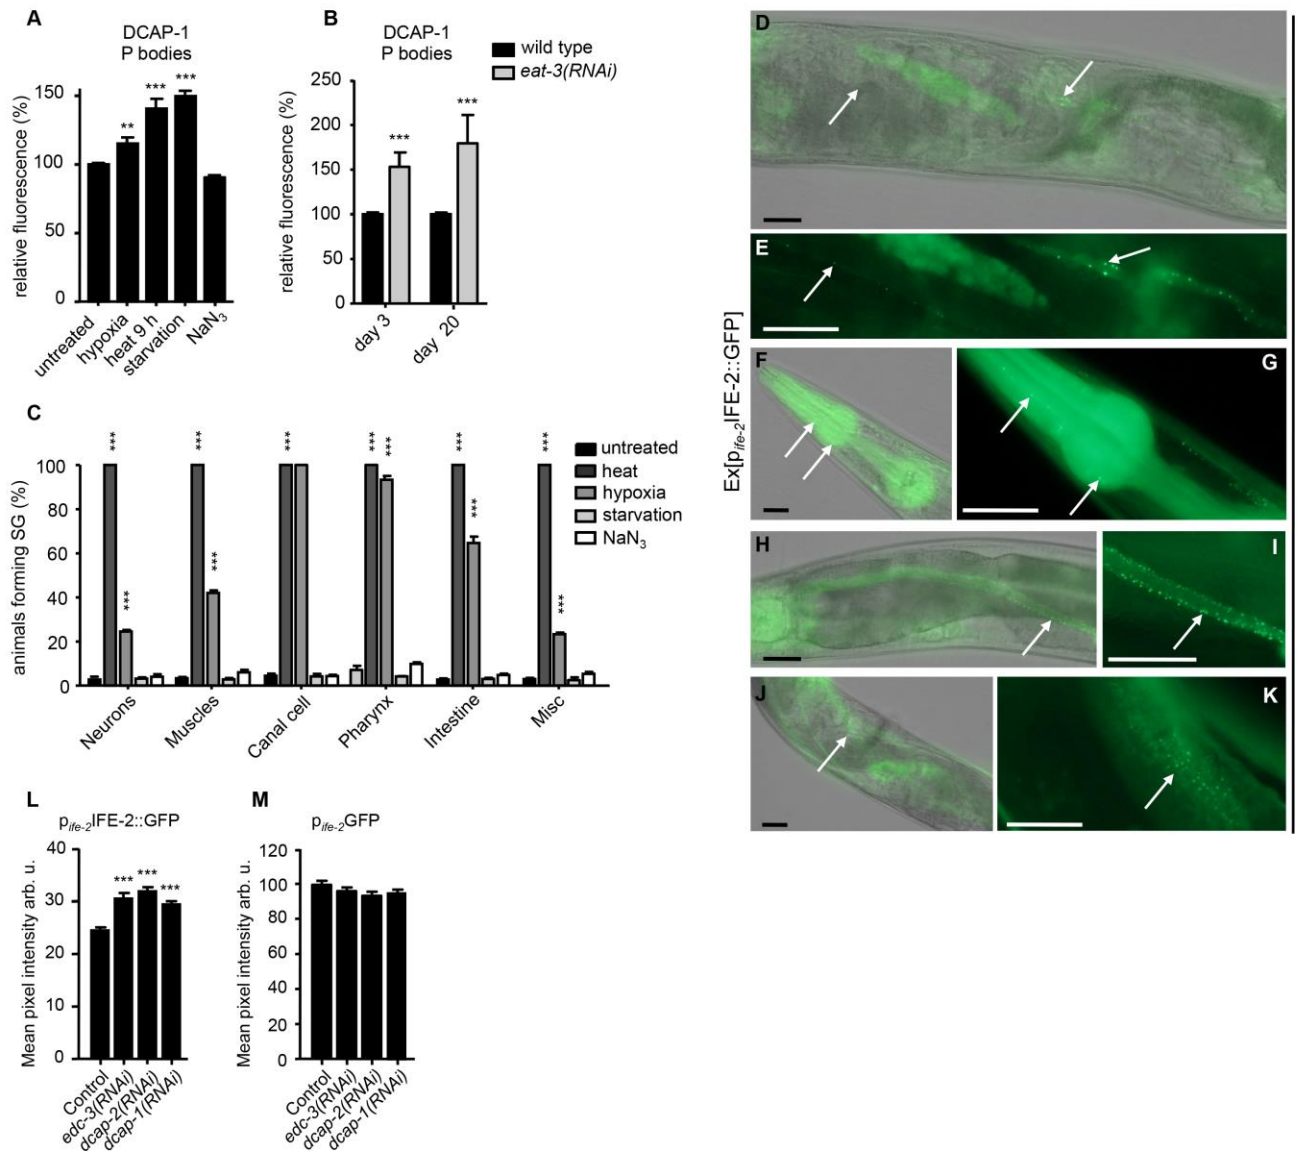 A
DCAP-1
P bodies
**
***
***
relative fluorescence (%)
150
100
50
0
untreated
hypoxia
heat 9 h
starvation
NaN3
B
DCAP-1
P bodies
wild type
eat-3(RNAi)
***
***
relative fluorescence (%)
250
200
150
100
50
0
day 3
day 20
C
*** *** *** *** *** *** ***
*** *** *** ***
animals forming SG (%)
100
80
60
40
20
0
untreated
heat
hypoxia
starvation
NaN3
Neurons
Muscles
Canal cell
Pharynx
Intestine
Misc
D
E
F
G
H
I
J
K
Ex[pife-2IFE-2::GFP]
L
pife-2IFE-2::GFP
*** *** ***
Mean pixel intensity arb. u.
40
30
20
10
0
Control
edc-3(RNAi)
dcap-2(RNAi)
dcap-1(RNAi)
M
pife-2GFP
Mean pixel intensity arb. u.
120
100
80
60
40
20
0
Control
edc-3(RNAi)
dcap-2(RNAi)
dcap-1(RNAi)